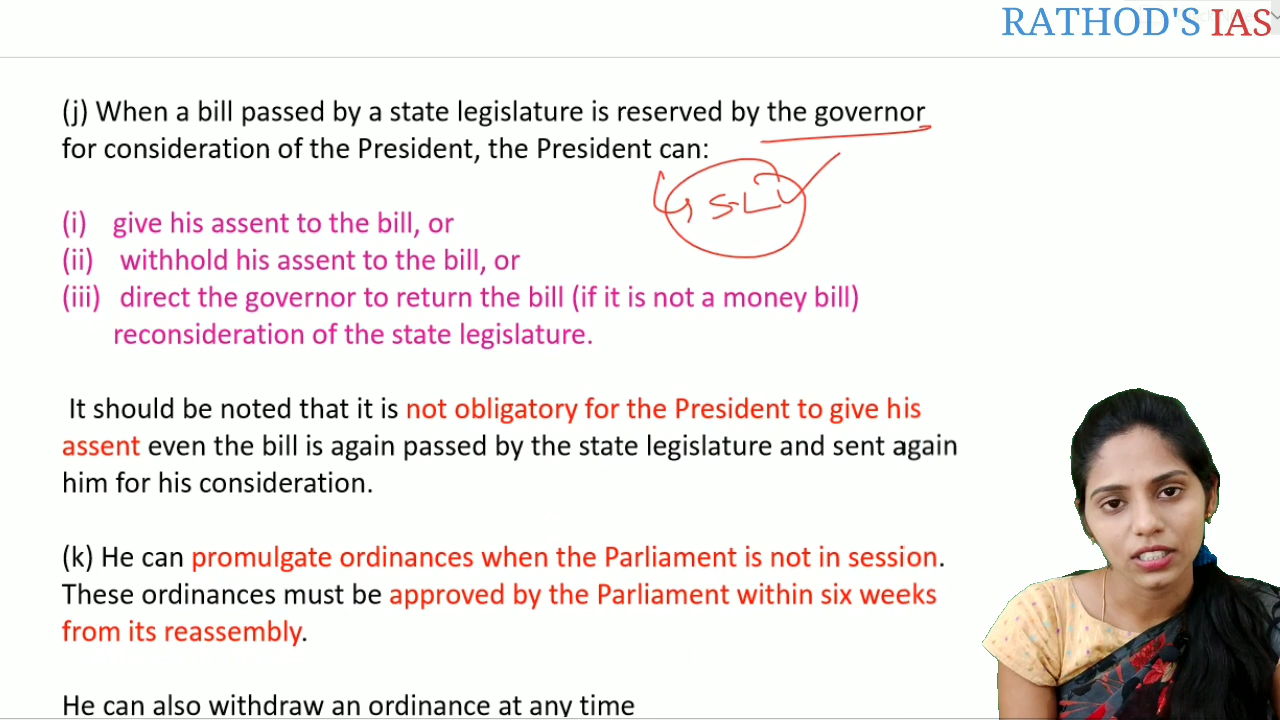 RATHOD'S IAS
(j) When a bill passed by a state legislature is reserved by the governor
for consideration of the President, the President can:
S.L
(i) give his assent to the bill, or
(ii) withhold his assent to the bill, or
(iii) direct the governor to return the bill (if it is not a money bill)
reconsideration of the state legislature.
It should be noted that it is not obligatory for the President to give his
assent even the bill is again passed by the state legislature and sent again
him for his consideration.
(k) He can promulgate ordinances when the Parliament is not in session.
These ordinances must be approved by the Parliament within six weeks
from its reassembly.
He can also withdraw an ordinance at any time